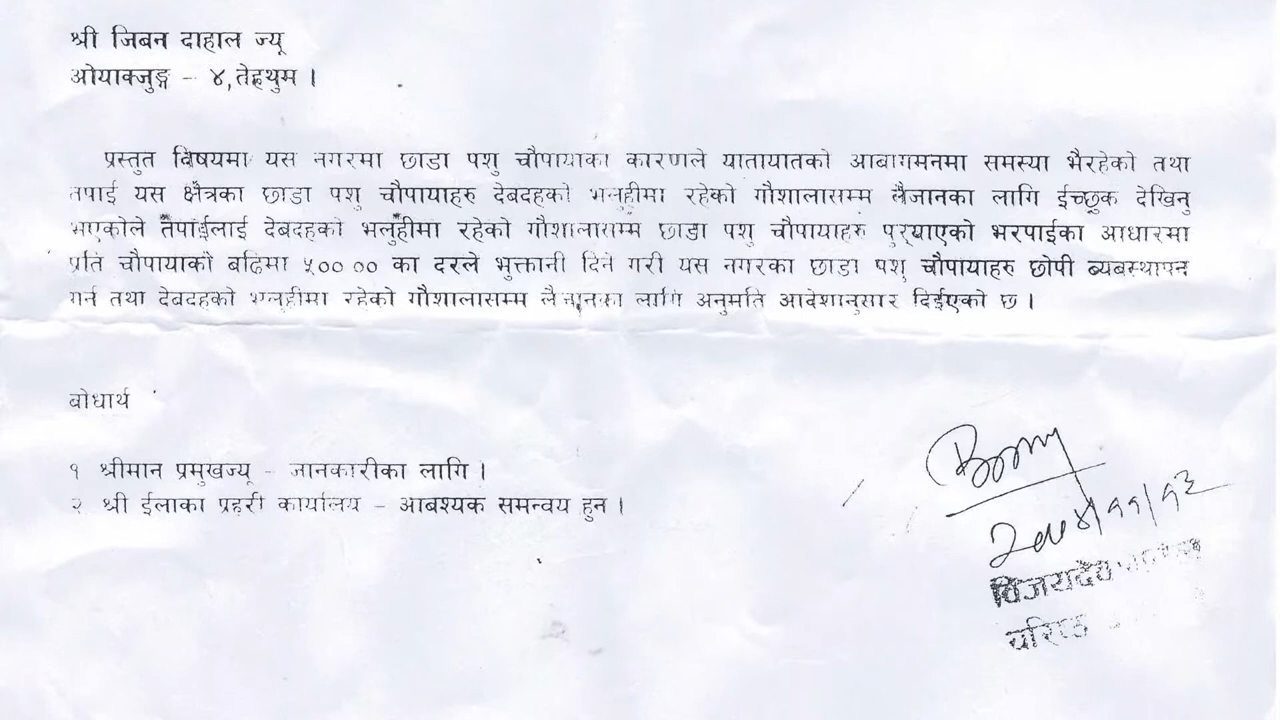 श्री जिबन दाहाल ज्यू
ओयाक्जुङ्ग - ४,तेह्रथुम ।
प्रस्तुत बिषयमा यस नगरमा छाडा पशु चौपायाका कारणले यातायातको आबागमनमा समस्या भैरहेको तथा
तपाई यस क्षेत्रका छाडा पशु चौपायाहरु देबदहको भलुहीमा रहेको गौशालासम्म लैजानका लागि ईच्छुक देखिनु
भएकोले तपाईलाई देबदहको भलुहीमा रहेको गौशालासम्म छाडा पशु चौपायाहरु पुर्‍याएको भरपाईका आधारमा
प्रति चौपायाको बढिमा ५०० ०० का दरले भुक्तानी दिने गरी यस नगरका छाडा पशु चौपायाहरु छोपी ब्यबस्थापन
गर्न तथा देबदहको भलुहीमा रहेको गौशालासम्म लैजानका लागि अनुमति आदेशानुसार दिईएको छ ।
बोधार्थ
१ श्रीमान प्रमुखज्यू - जानकारीका लागि ।
२ श्री ईलाका प्रहरी कार्यालय - आबश्यक समन्वय हुन ।
२०७४/११/१३
बिजयदेव